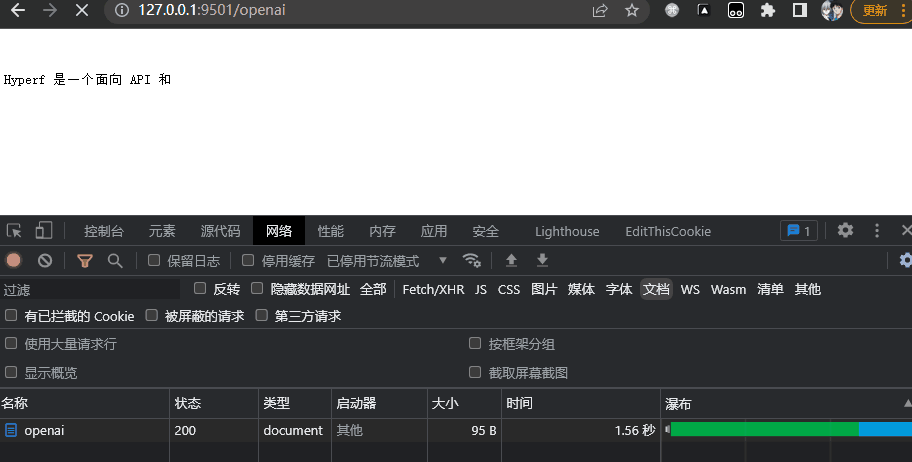 127.0.0.1:9501/openai
更新
Hyperf 是一个面向 API 和
控制台 元素 源代码 网络 性能 内存 应用 安全 Lighthouse EditThisCookie 1
保留日志 停用缓存 已停用节流模式
过滤 反转 隐藏数据网址 全部 Fetch/XHR JS CSS 图片 媒体 字体 文档 WS Wasm 清单 其他
有已拦截的 Cookie 被屏蔽的请求 第三方请求
使用大量请求行 按框架分组
显示概览 截取屏幕截图
名称 状态 类型 启动器 大小 时间 瀑布
openai 200 document 其他 95 B 1.56 秒